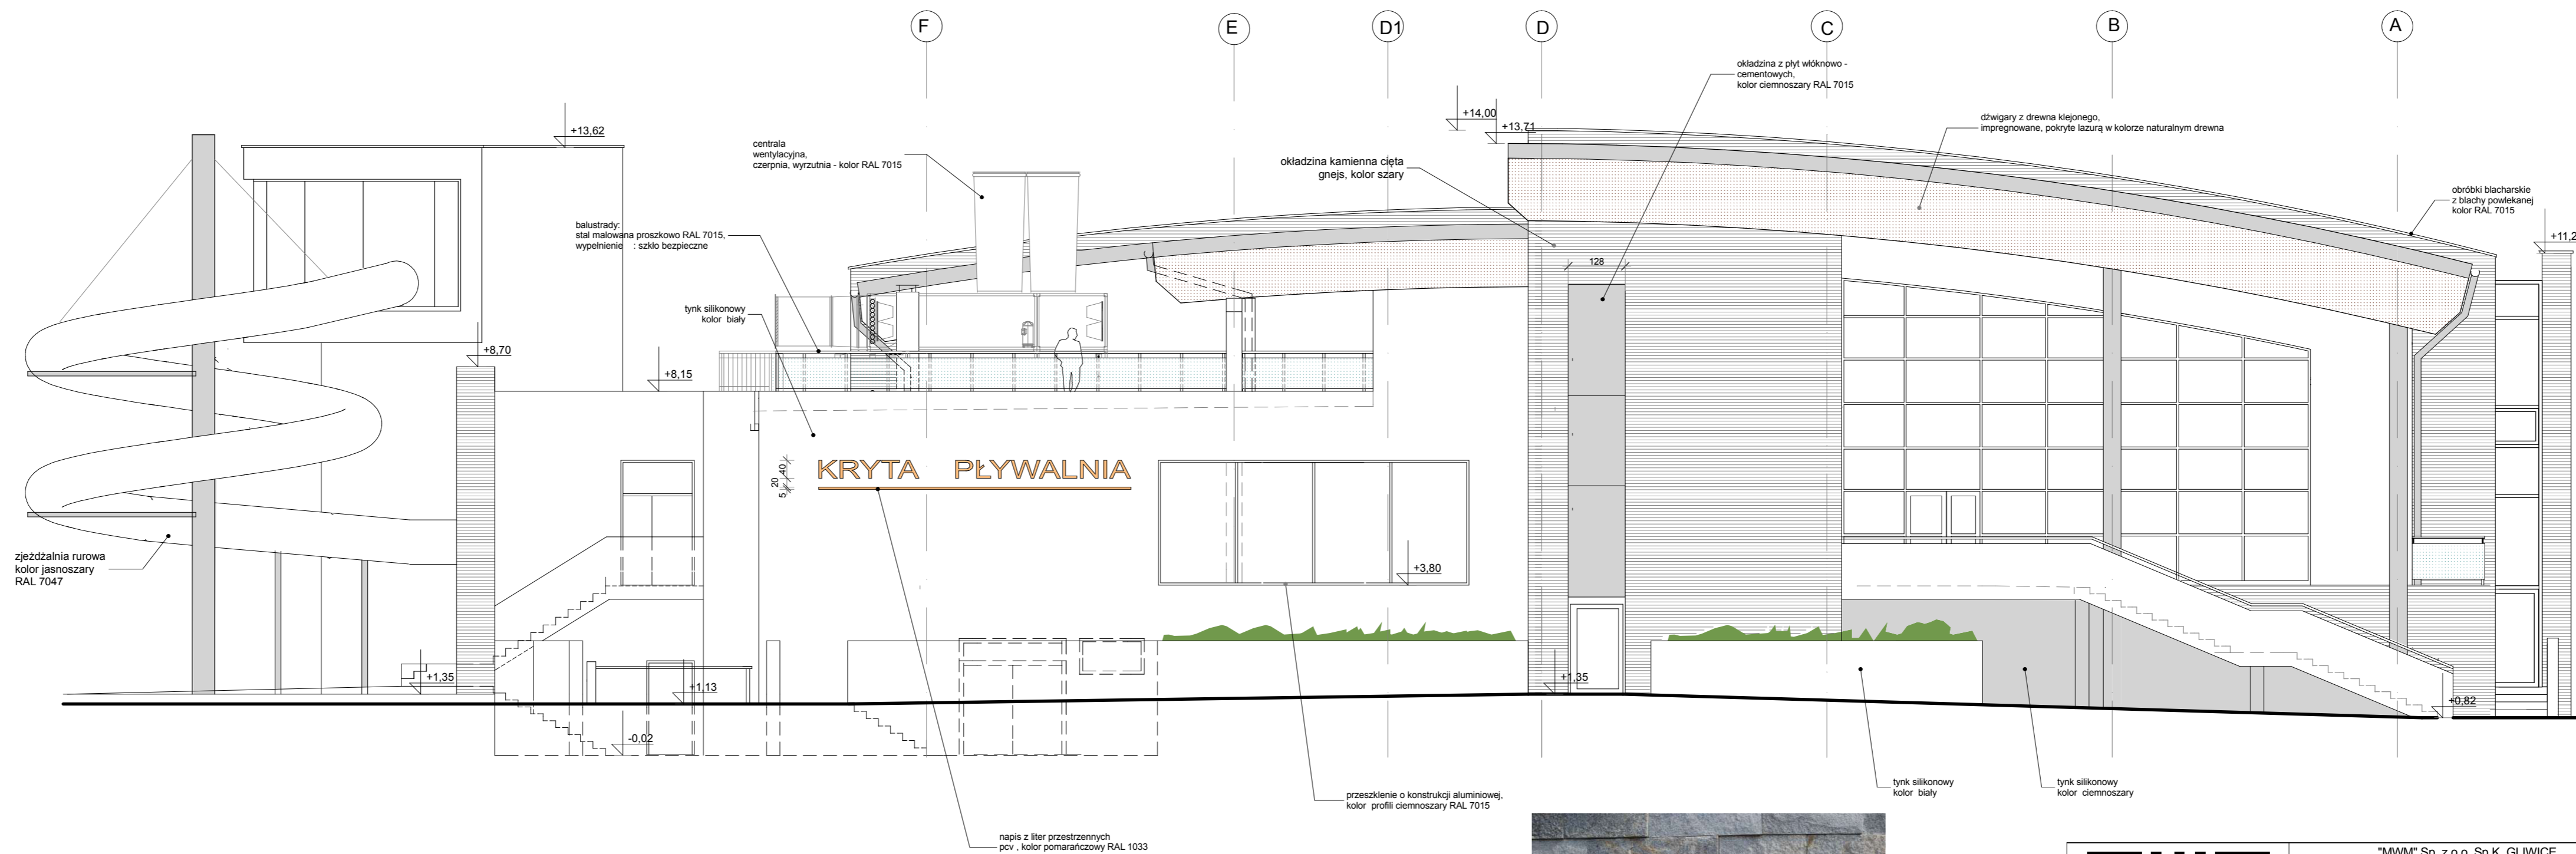 F
E
D1
D
C
B
A
okładzina z płyt włóknowo -
cementowych,
kolor ciemnoszary RAL 7015
+14,00
+13,71
+13,62
dźwigary z drewna klejonego,
impregnowane, pokryte lazurą w kolorze naturalnym drewna
centrala
wentylacyjna,
czerpnia, wyrzutnia - kolor RAL 7015
okładzina kamienna cięta
gnejs, kolor szary
obróbki blacharskie
z blachy powlekanej
kolor RAL 7015
balustrady:
stal malowana proszkowo RAL 7015,
wypełnienie : szkło bezpieczne
+11,2
128
tynk silikonowy
kolor biały
+8,70
+8,15
40
20
5
KRYTA PŁYWALNIA
zjeżdżalnia rurowa
kolor jasnoszary
RAL 7047
+3,80
+1,35
+1,13
+1,35
+0,82
-0,02
tynk silikonowy
kolor biały
tynk silikonowy
kolor ciemnoszary
przeszklenie o konstrukcji aluminiowej,
kolor profili ciemnoszary RAL 7015
napis z liter przestrzennych
pcv , kolor pomarańczowy RAL 1033
"MWM" Sp. z o.o. Sp.K. GLIWICE